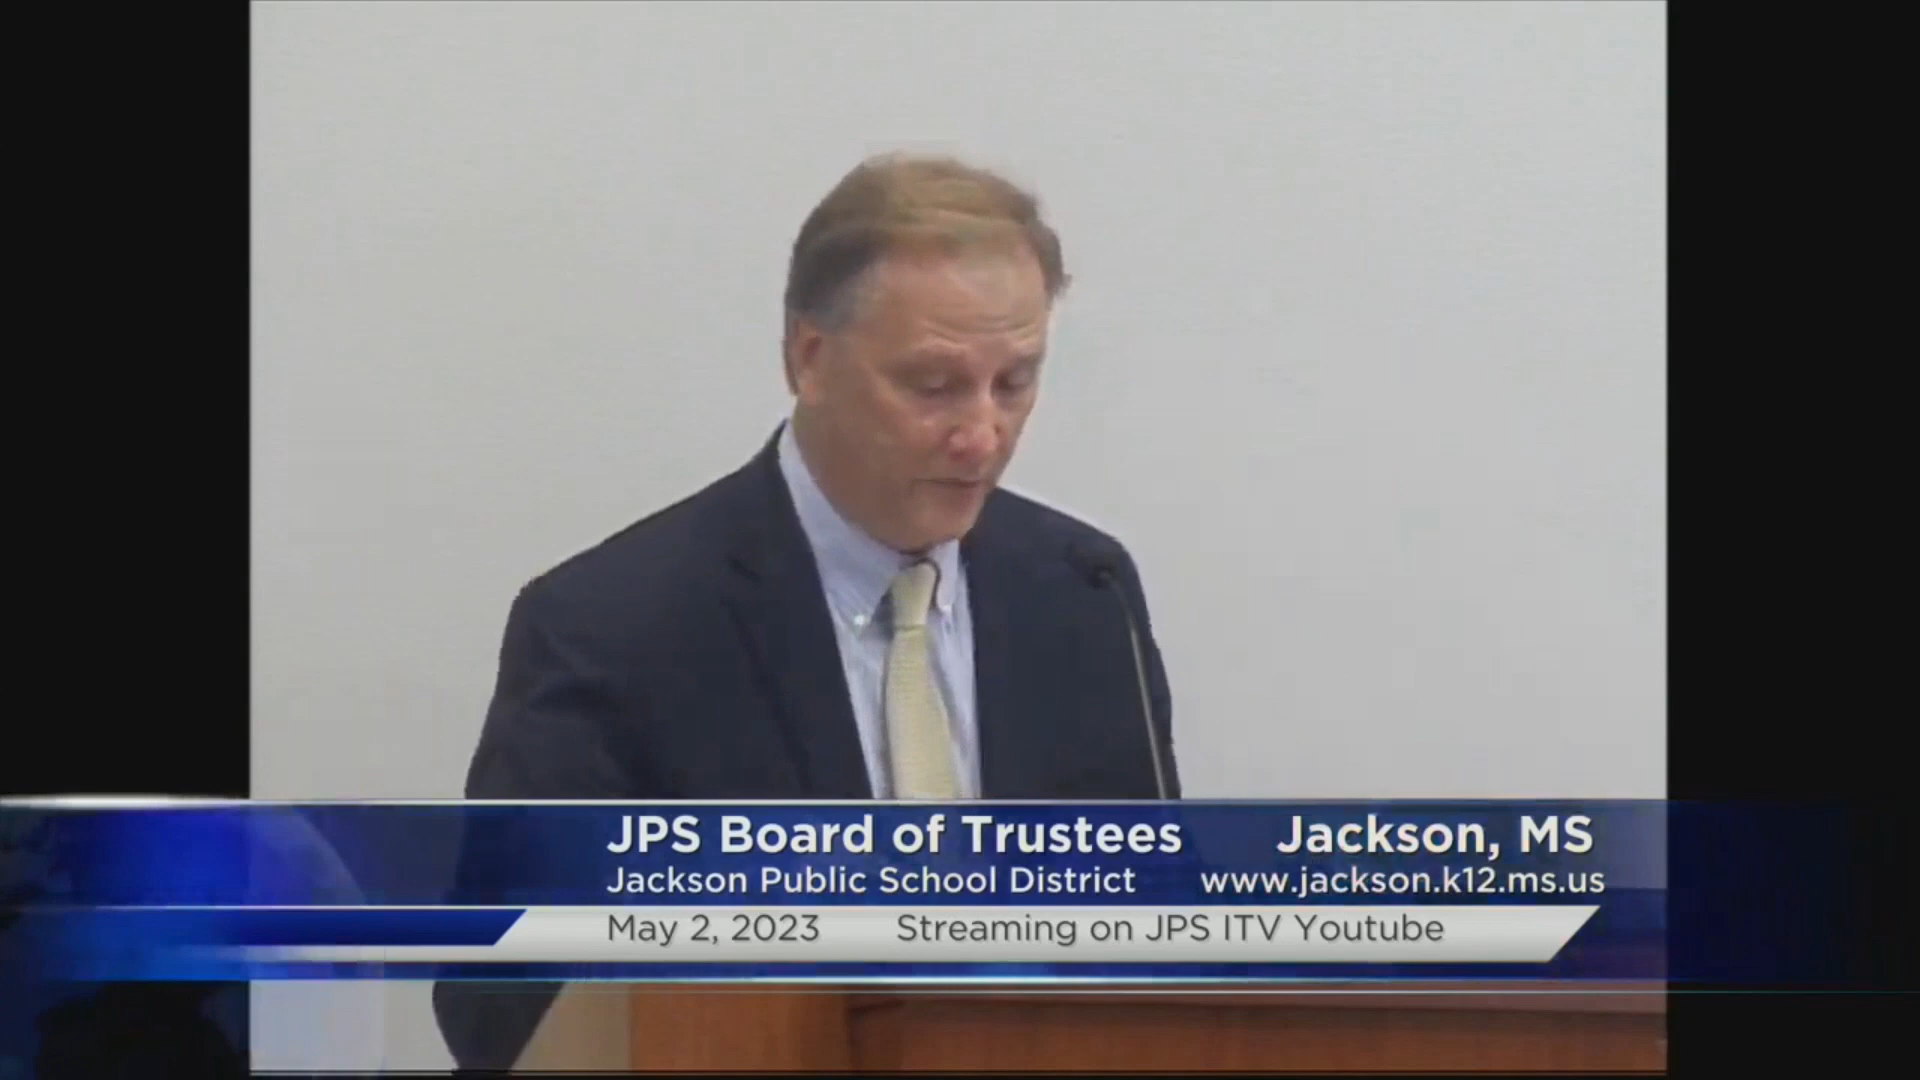 JPS Board of Trustees Jackson, MS
Jackson Public School District www.jackson.k12.ms.us
May 2, 2023 Streaming on JPS ITV Youtube